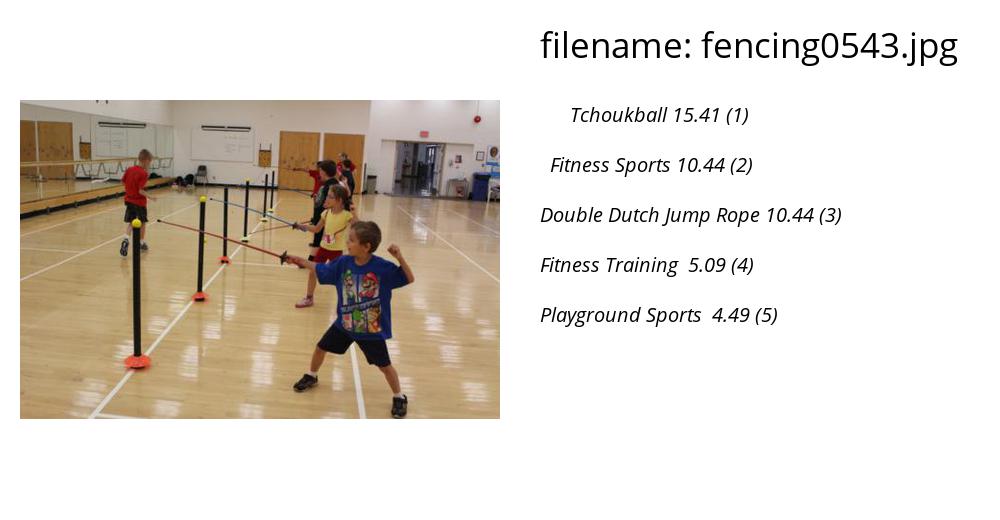 filename: fencing0543.jpg
Tchoukball 15.41 (1)
Fitness Sports 10.44 (2)
Double Dutch Jump Rope 10.44 (3)
Fitness Training 5.09 (4)
Playground Sports 4.49 (5)